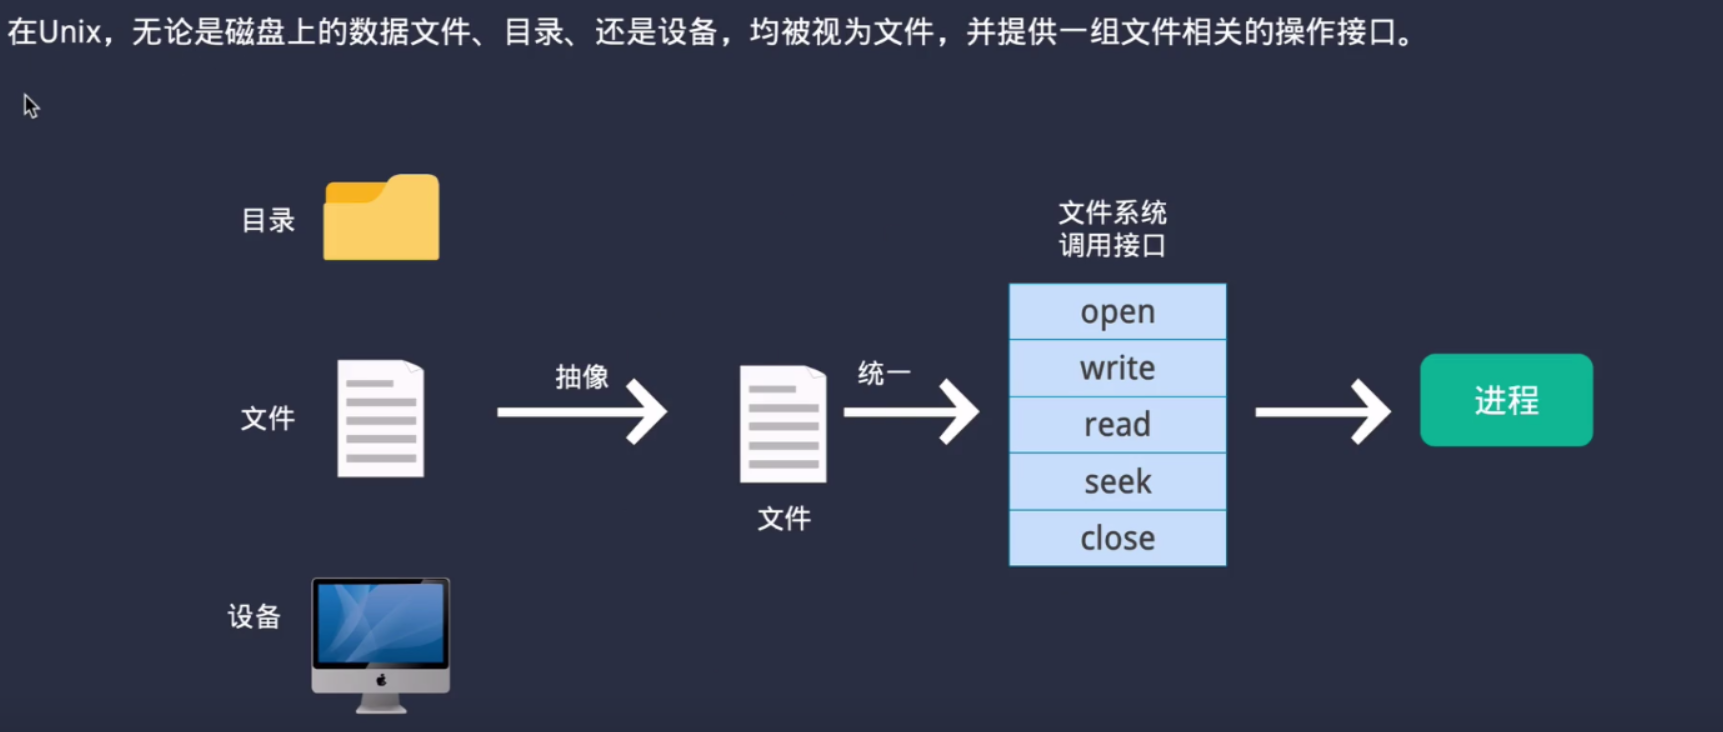 在Unix，无论是磁盘上的数据文件、目录、还是设备，均被视为文件，并提供一组文件相关的操作接口。
目录
文件
设备
抽像
文件
统一
文件系统
调用接口
open
write
read
seek
close
进程